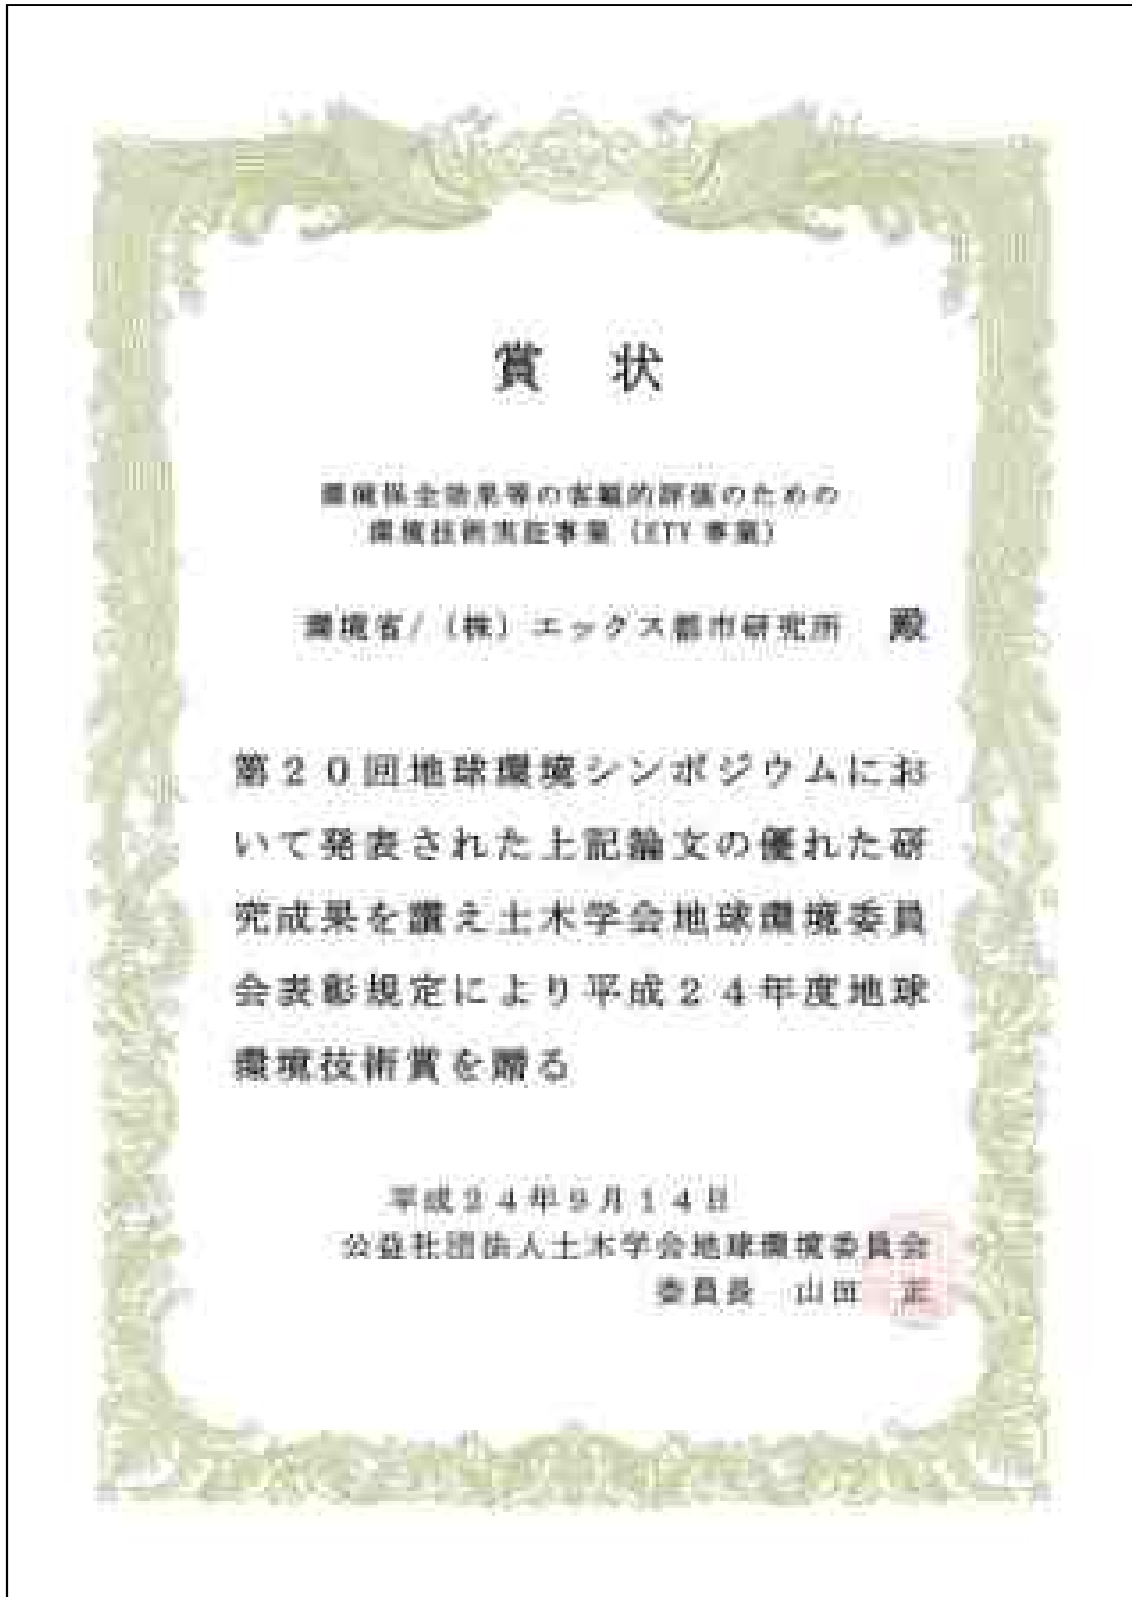 賞 状
環境保全効果等の客観的評価のための
環境技術実証事業（ETV 事業）
環境省/（株）エックス都市研究所 殿
第２０回地球環境シンポジウムにお
いて発表された上記論文の優れた研
究成果を讃え土木学会地球環境委員
会表彰規定により平成２４年度地球
環境技術賞を贈る
平成２４年９月１４日
公益社団法人土木学会地球環境委員会
委員長 山田 正